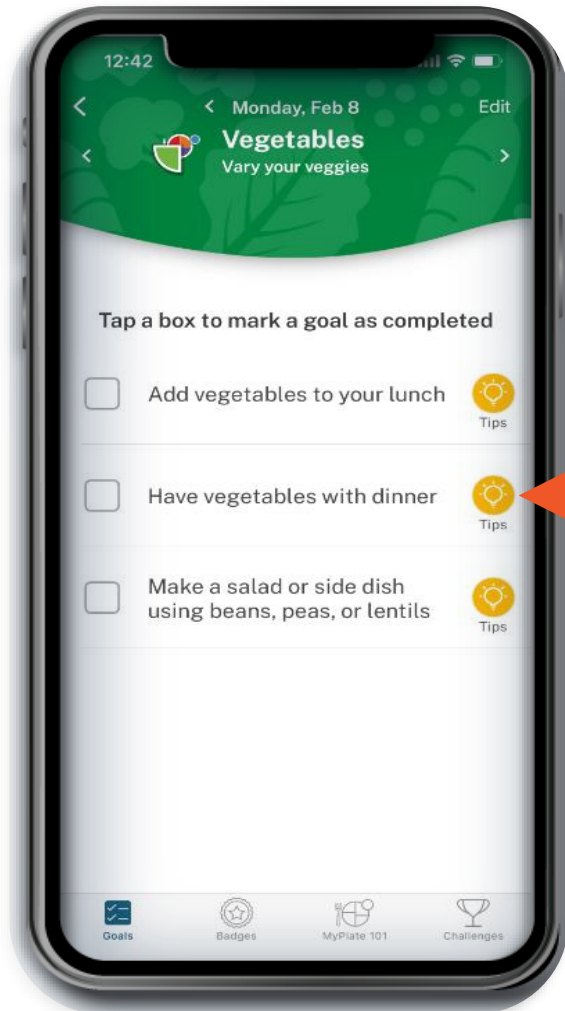 12:42
Monday, Feb 8
Edit
Vegetables
Vary your veggies
Tap a box to mark a goal as completed
Add vegetables to your lunch
Tips
Have vegetables with dinner
Tips
Make a salad or side dish
using beans, peas, or lentils
Tips
Goals
Badges
MyPlate 101
Challenges